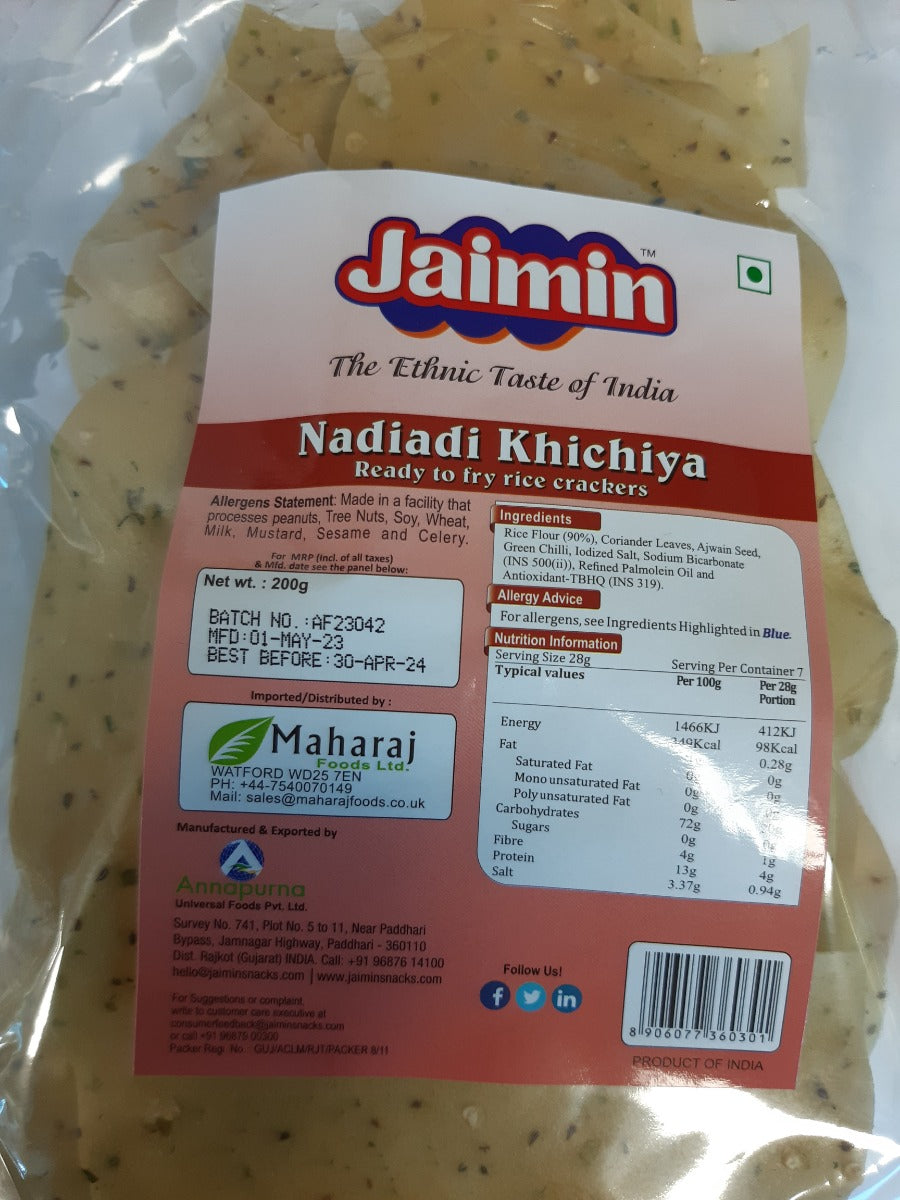 Jaimin
TM
The Ethnic Taste of India
Nadiadi Khichiya
Ready to fry rice crackers
Allergens Statement: Made in a facility that
processes peanuts, Tree Nuts, Soy, Wheat,
Milk, Mustard, Sesame and Celery.
For MRP (Incl. of all taxes)
& Mfd. date see the panel below:
Net wt. : 200g
BATCH NO.:AF23042
MFD:01-MAY-23
BEST BEFORE:30-APR-24
Imported/Distributed by :
Maharaj
Foods Ltd.
WATFORD WD25 7EN
PH: +44-7540070149
Mail: sales@maharajfoods.co.uk
Manufactured & Exported by
Annapurna
Universal Foods Pvt. Ltd.
Survey No. 741, Plot No. 5 to 11, Near Paddhari
Bypass, Jamnagar Highway, Paddhari - 360110
Dist. Rajkot (Gujarat) INDIA. Call: +91 96876 14100
hello@jaiminsnacks.com | www.jaiminsnacks.com
For Suggestions or complaint,
write to customer care executive at
consumerfeedback@jaiminsnacks.com
or call +91 96879 00300
Packer Regi. No. : GUJ/ACLM/RJT/PACKER 8/11
Ingredients
Rice Flour (90%), Coriander Leaves, Ajwain Seed,
Green Chilli, Iodized Salt, Sodium Bicarbonate
(INS 500(ii)), Refined Palmolein Oil and
Antioxidant-TBHQ (INS 319).
Allergy Advice
For allergens, see Ingredients Highlighted in Blue.
Nutrition Information
Serving Size 28g Serving Per Container 7
Typical values Per 100g Per 28g
Portion
Energy 1466KJ 412KJ
349Kcal 98Kcal
Fat 0.28g
Saturated Fat 0g 0g
Mono unsaturated Fat 0g 0g
Poly unsaturated Fat 0g
Carbohydrates 72g
Sugars 0g 0g
Fibre 4g 1g
Protein 13g 4g
Salt 3.37g 0.94g
Follow Us!
8 906077 360301
PRODUCT OF INDIA